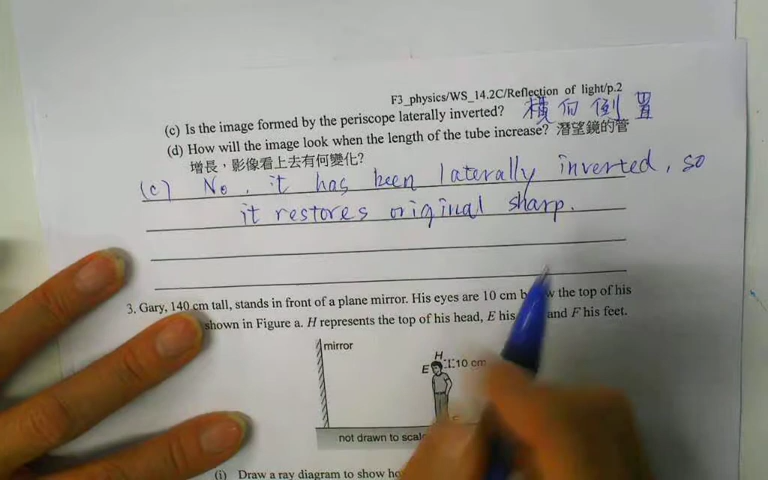 F3_physics/WS_14.2C/Reflection of light/p.2
(c) Is the image formed by the periscope laterally inverted? 橫向倒置
(d) How will the image look when the length of the tube increase? 潛望鏡的管
增長，影像看上去有何變化?
(c) No, it has been laterally inverted, so
it restores original sharp.
3. Gary, 140 cm tall, stands in front of a plane mirror. His eyes are 10 cm the top of his
shown in Figure a. H represents the top of his head, E his and F his feet.
mirror
H
E 10 cm
not drawn to scale
(i) Draw a ray diagram to show